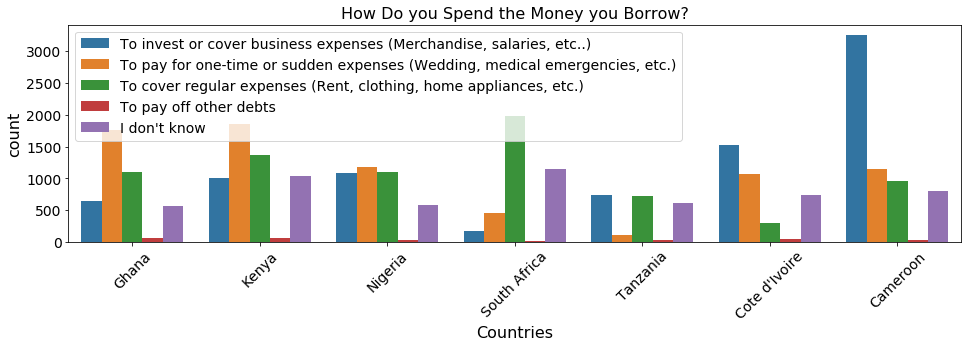 How Do you Spend the Money you Borrow?
To invest or cover business expenses (Merchandise, salaries, etc..)
To pay for one-time or sudden expenses (Wedding, medical emergencies, etc.)
To cover regular expenses (Rent, clothing, home appliances, etc.)
To pay off other debts
I don't know
count
3000
2500
2000
1500
1000
500
0
Ghana
Kenya
Nigeria
South Africa
Tanzania
Cote d'Ivoire
Cameroon
Countries